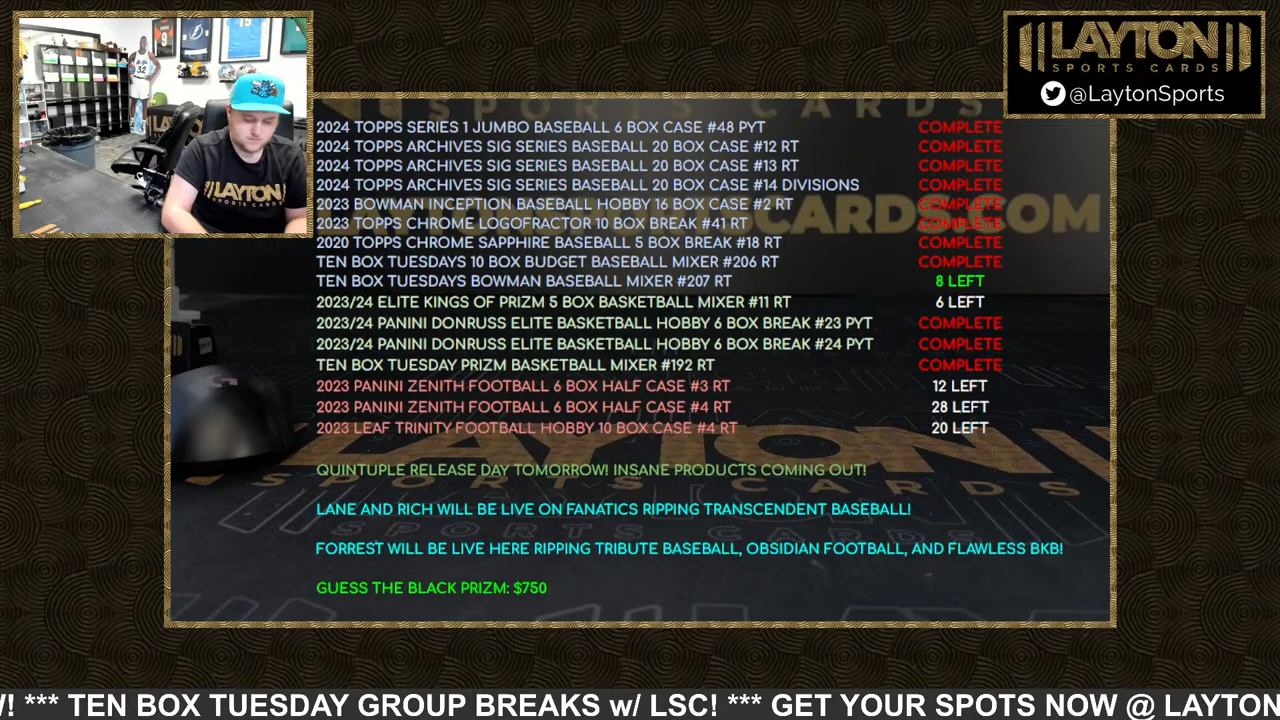 LAYTON
SPORTS CARDS
@LaytonSports
2024 TOPPS SERIES 1 JUMBO BASEBALL 6 BOX CASE #48 PYT COMPLETE
2024 TOPPS ARCHIVES SIG SERIES BASEBALL 20 BOX CASE #12 RT COMPLETE
2024 TOPPS ARCHIVES SIG SERIES BASEBALL 20 BOX CASE #13 RT COMPLETE
2024 TOPPS ARCHIVES SIG SERIES BASEBALL 20 BOX CASE #14 DIVISIONS COMPLETE
2023 BOWMAN INCEPTION BASEBALL HOBBY 16 BOX CASE #2 RT COMPLETE
2023 TOPPS CHROME LOGOFRACTOR 10 BOX BREAK #41 RT COMPLETE
2020 TOPPS CHROME SAPPHIRE BASEBALL 5 BOX BREAK #18 RT COMPLETE
TEN BOX TUESDAYS 10 BOX BUDGET BASEBALL MIXER #206 RT COMPLETE
TEN BOX TUESDAYS BOWMAN BASEBALL MIXER #207 RT 8 LEFT
2023/24 ELITE KINGS OF PRIZM 5 BOX BASKETBALL MIXER #11 RT 6 LEFT
2023/24 PANINI DONRUSS ELITE BASKETBALL HOBBY 6 BOX BREAK #23 PYT COMPLETE
2023/24 PANINI DONRUSS ELITE BASKETBALL HOBBY 6 BOX BREAK #24 PYT COMPLETE
TEN BOX TUESDAY PRIZM BASKETBALL MIXER #192 RT COMPLETE
2023 PANINI ZENITH FOOTBALL 6 BOX HALF CASE #3 RT 12 LEFT
2023 PANINI ZENITH FOOTBALL 6 BOX HALF CASE #4 RT 28 LEFT
2023 LEAF TRINITY FOOTBALL HOBBY 10 BOX CASE #4 RT 20 LEFT
QUINTUPLE RELEASE DAY TOMORROW! INSANE PRODUCTS COMING OUT!
LANE AND RICH WILL BE LIVE ON FANATICS RIPPING TRANSCENDENT BASEBALL!
FORREST WILL BE LIVE HERE RIPPING TRIBUTE BASEBALL, OBSIDIAN FOOTBALL, AND FLAWLESS BKB!
GUESS THE BLACK PRIZM: $750
LAYTON
SPORTS CARDS
W! *** TEN BOX TUESDAY GROUP BREAKS w/ LSC! *** GET YOUR SPOTS NOW @ LAYTON